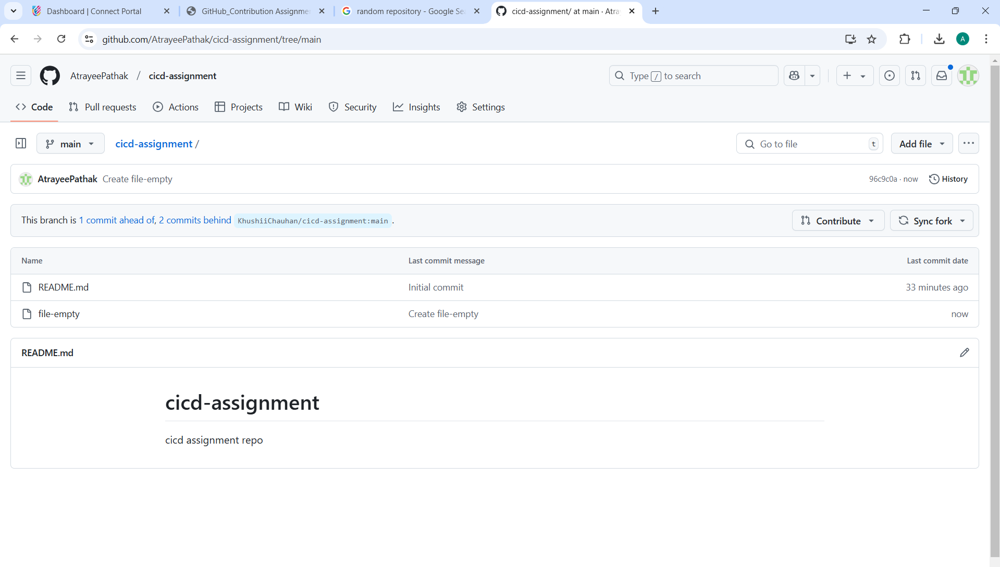 Dashboard | Connect Portal
GitHub_Contribution Assignme
random repository - Google Se
cicd-assignment/ at main · Atra
github.com/AtrayeePathak/cicd-assignment/tree/main
A
AtrayeePathak / cicd-assignment
Type / to search
Code
Pull requests
Actions
Projects
Wiki
Security
Insights
Settings
main
cicd-assignment /
Go to file
t
Add file
AtrayeePathak Create file-empty
96c9c0a · now
History
This branch is 1 commit ahead of, 2 commits behind KhushiiChauhan/cicd-assignment:main .
Contribute
Sync fork
Name Last commit message Last commit date
README.md Initial commit 33 minutes ago
file-empty Create file-empty now
README.md
cicd-assignment
cicd assignment repo